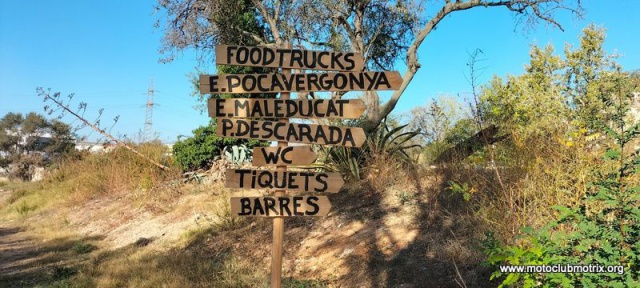 FOODTRUCKS
E.POCAVERGONYA
E.MALEDUCAT
P.DESCARADA
WC
TIQUETS
BARRES
www.motoclubmotrix.org